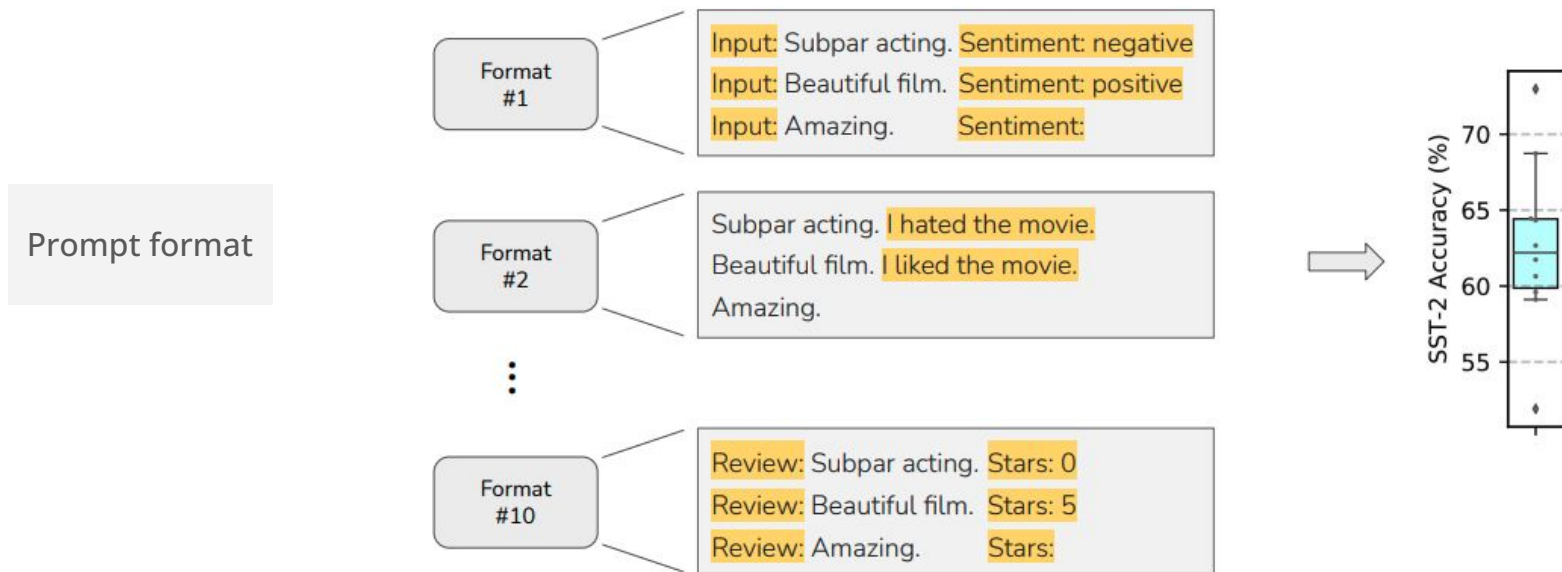 Prompt format
Format
#1
Input: Subpar acting. Sentiment: negative
Input: Beautiful film. Sentiment: positive
Input: Amazing. Sentiment:
Format
#2
Subpar acting. I hated the movie.
Beautiful film. I liked the movie.
Amazing.
Format
#10
Review: Subpar acting. Stars: 0
Review: Beautiful film. Stars: 5
Review: Amazing. Stars:
SST-2 Accuracy (%)
70
65
60
55